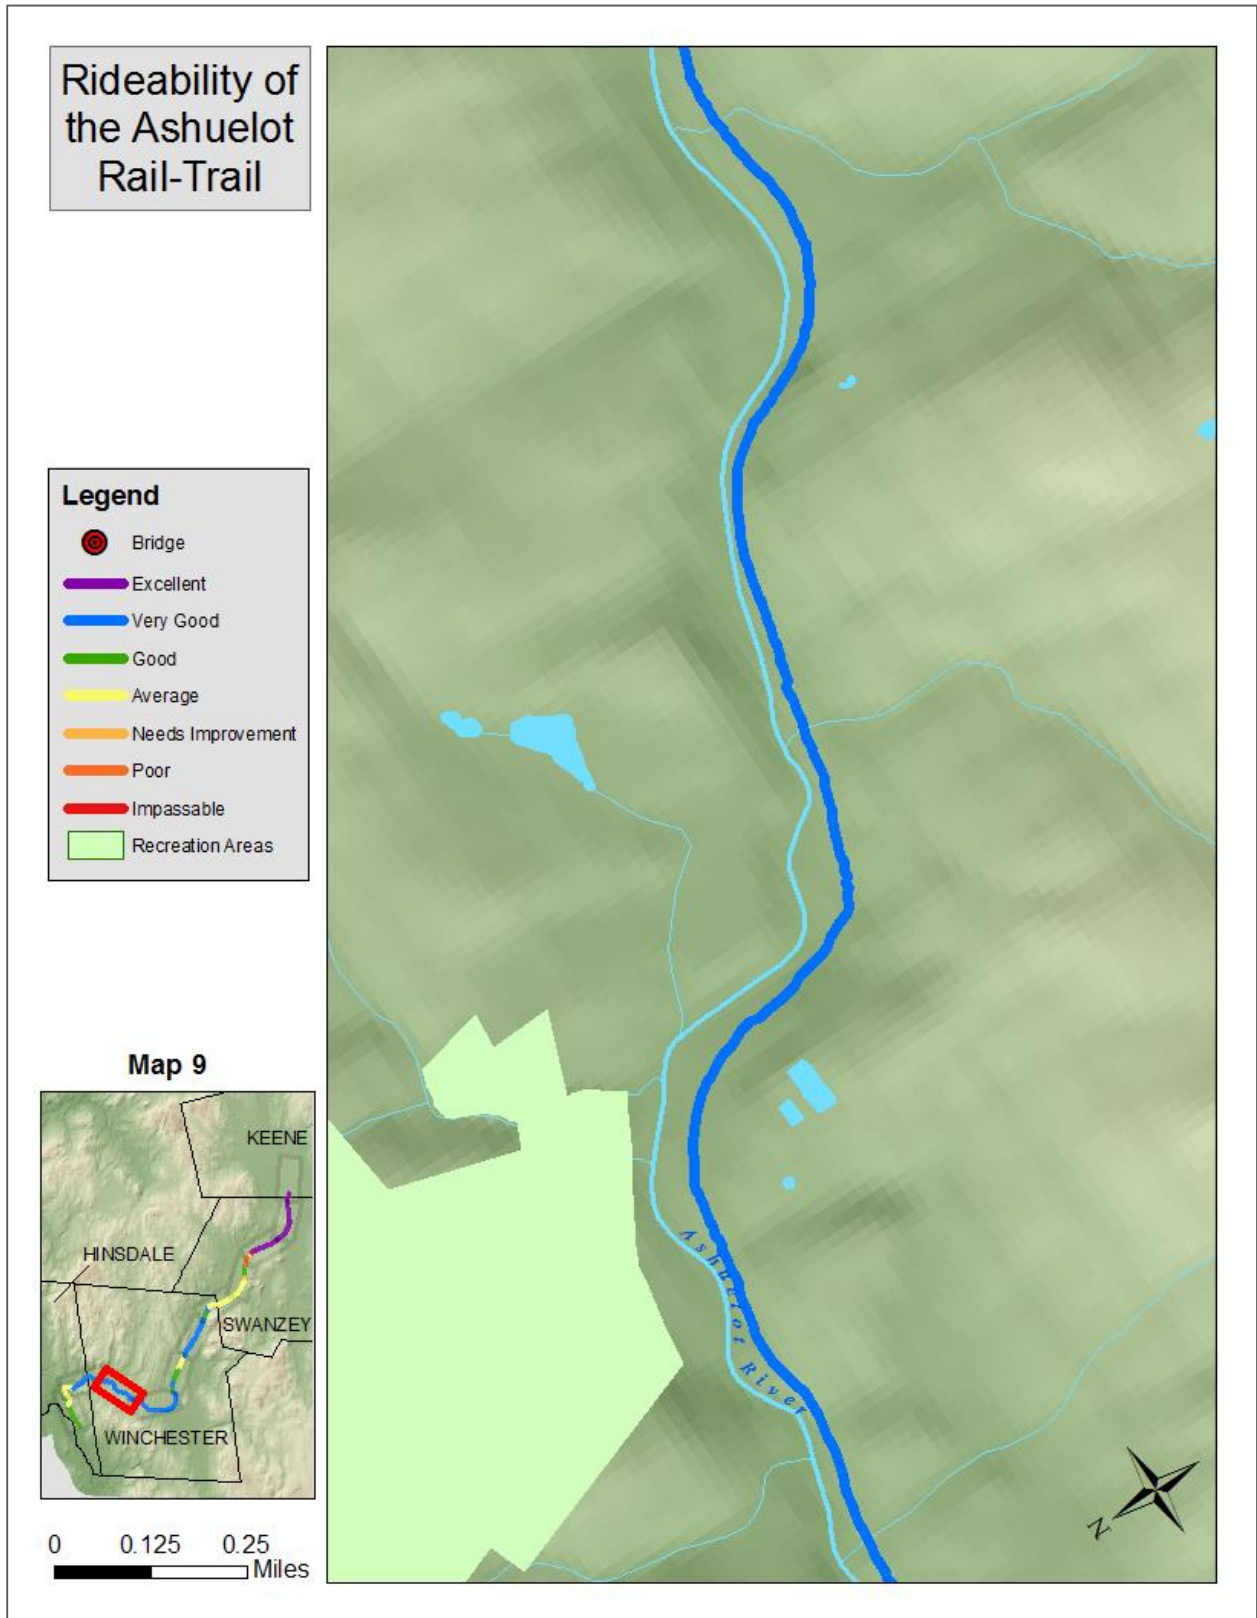 Rideability of
the Ashuelot
Rail-Trail
Legend
Bridge
Excellent
Very Good
Good
Average
Needs Improvement
Poor
Impassable
Recreation Areas
Map 9
KEENE
HINSDALE
SWANZEY
WINCHESTER
0 0.125 0.25
Miles
Ashuelot River
N